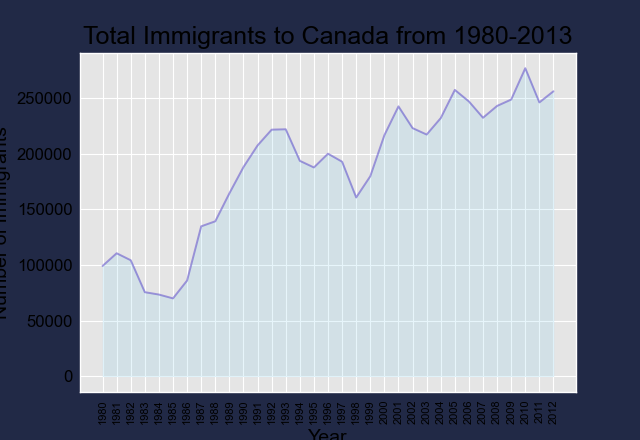 Total Immigrants to Canada from 1980-2013
Number of Immigrants
250000
200000
150000
100000
50000
0
1980 1981 1982 1983 1984 1985 1986 1987 1988 1989 1990 1991 1992 1993 1994 1995 1996 1997 1998 1999 2000 2001 2002 2003 2004 2005 2006 2007 2008 2009 2010 2011 2012
Year